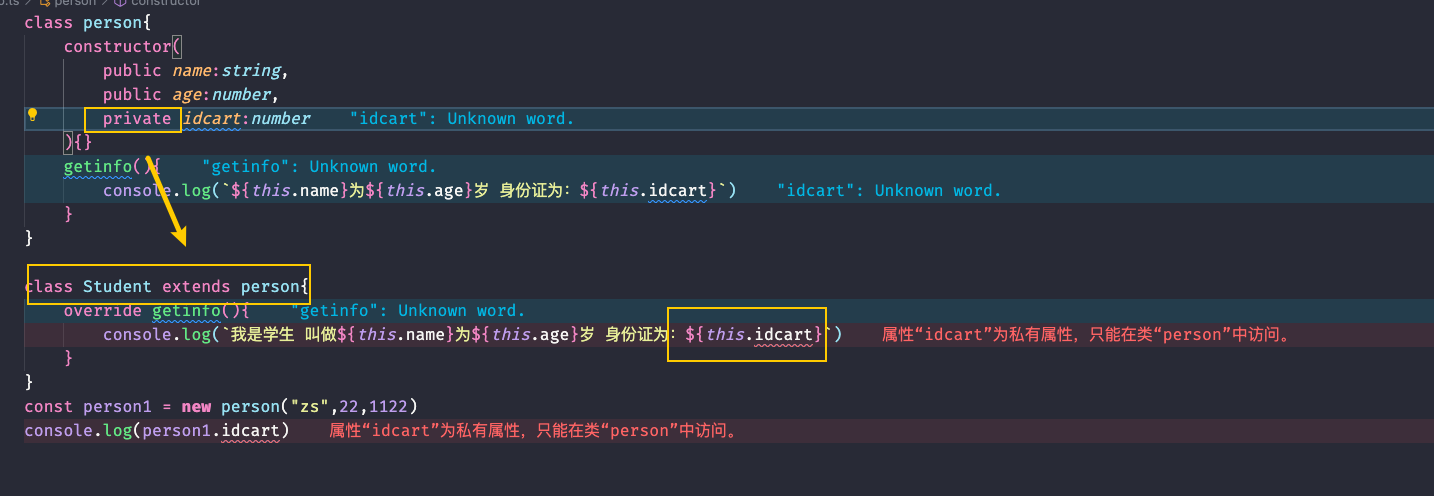 person > constructor
class person{
constructor(
public name:string,
public age:number,
private idcart:number "idcart": Unknown word.
){}
getinfo(){ "getinfo": Unknown word.
console.log(`${this.name}为${this.age}岁 身份证为：${this.idcart}`) "idcart": Unknown word.
}
}
class Student extends person{
override getinfo(){ "getinfo": Unknown word.
console.log(`我是学生 叫做${this.name}为${this.age}岁 身份证为：${this.idcart}`) 属性“idcart”为私有属性，只能在类“person”中访问。
}
}
const person1 = new person("zs",22,1122)
console.log(person1.idcart) 属性“idcart”为私有属性，只能在类“person”中访问。